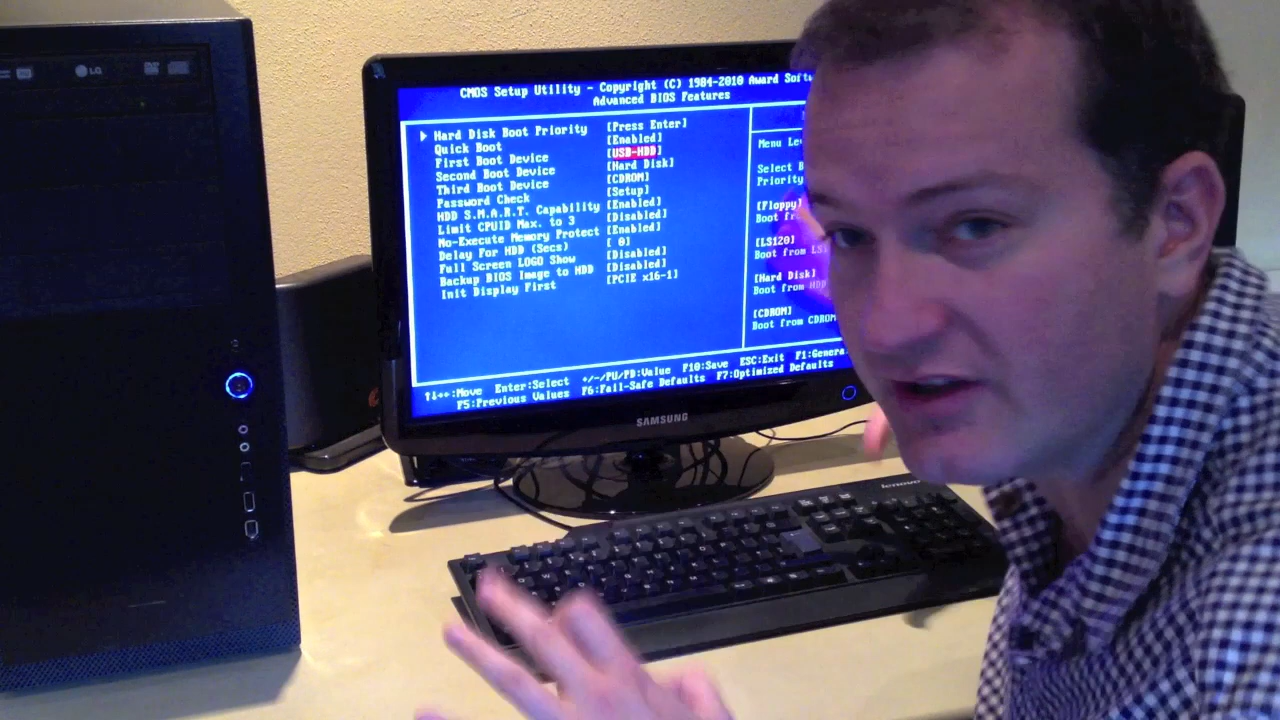 LG
CMOS Setup Utility - Copyright (C) 1984-2010 Award
Advanced BIOS Features
Hard Disk Boot Priority [Press Enter]
Quick Boot [Enabled]
First Boot Device [USB-HDD]
Second Boot Device [Hard Disk]
Third Boot Device [CDROM]
Password Check [Setup]
HDD S.M.A.R.T. Capability [Enabled]
Limit CPUID Max. to 3 [Disabled]
No-Execute Memory Protect [Enabled]
Delay For HDD (Secs) [ 0]
Full Screen LOGO Show [Disabled]
Backup BIOS Image to HDD [Disabled]
Init Display First [PCIE x16-1]
Menu
Select
Priority
[Floppy]
Boot from
[LS120]
Boot from
[Hard Disk]
Boot from HDD
[CDROM]
Boot from CDROM
↑↓→←:Move Enter:Select +/-/PU/PD:Value F10:Save ESC:Exit
F5:Previous Values F6:Fail-Safe Defaults F7:Optimized Defaults
SAMSUNG
lenovo